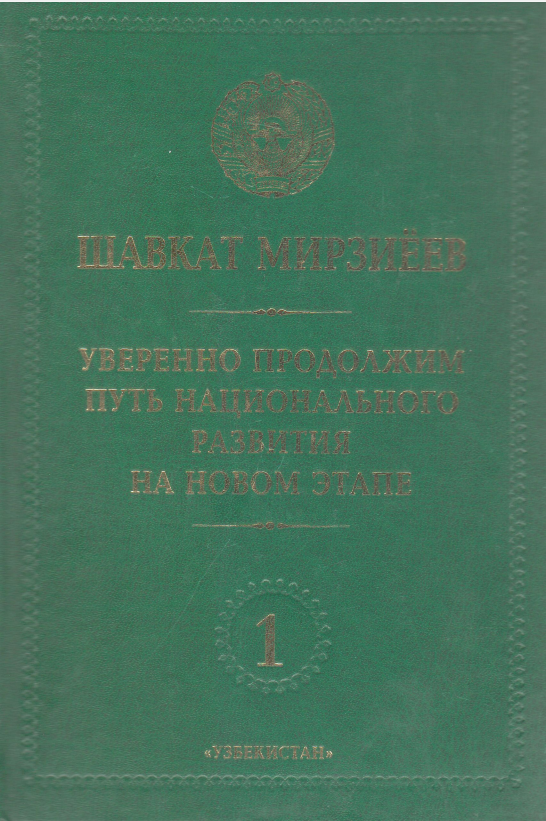 ШАВКАТ МИРЗИЁЕВ
УВЕРЕННО ПРОДОЛЖИМ
ПУТЬ НАЦИОНАЛЬНОГО
РАЗВИТИЯ
НА НОВОМ ЭТАПЕ
1
«УЗБЕКИСТАН»